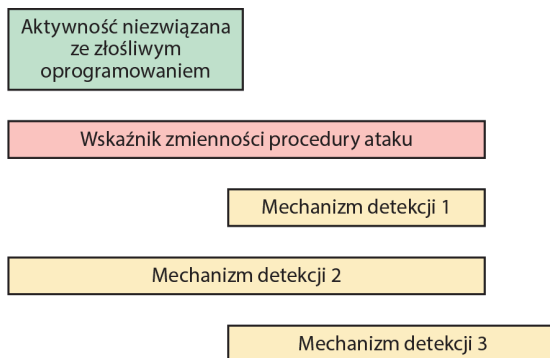 Aktywność niezwiązana
ze złośliwym
oprogramowaniem
Wskaźnik zmienności procedury ataku
Mechanizm detekcji 1
Mechanizm detekcji 2
Mechanizm detekcji 3